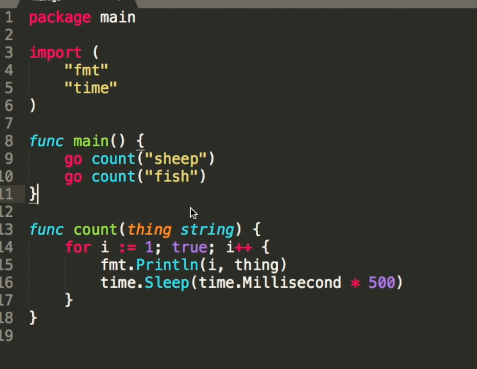 1 package main
2
3 import (
4     "fmt"
5     "time"
6 )
7
8 func main() {
9     go count("sheep")
10     go count("fish")
11 }
12
13 func count(thing string) {
14     for i := 1; true; i++ {
15         fmt.Println(i, thing)
16         time.Sleep(time.Millisecond * 500)
17     }
18 }
19